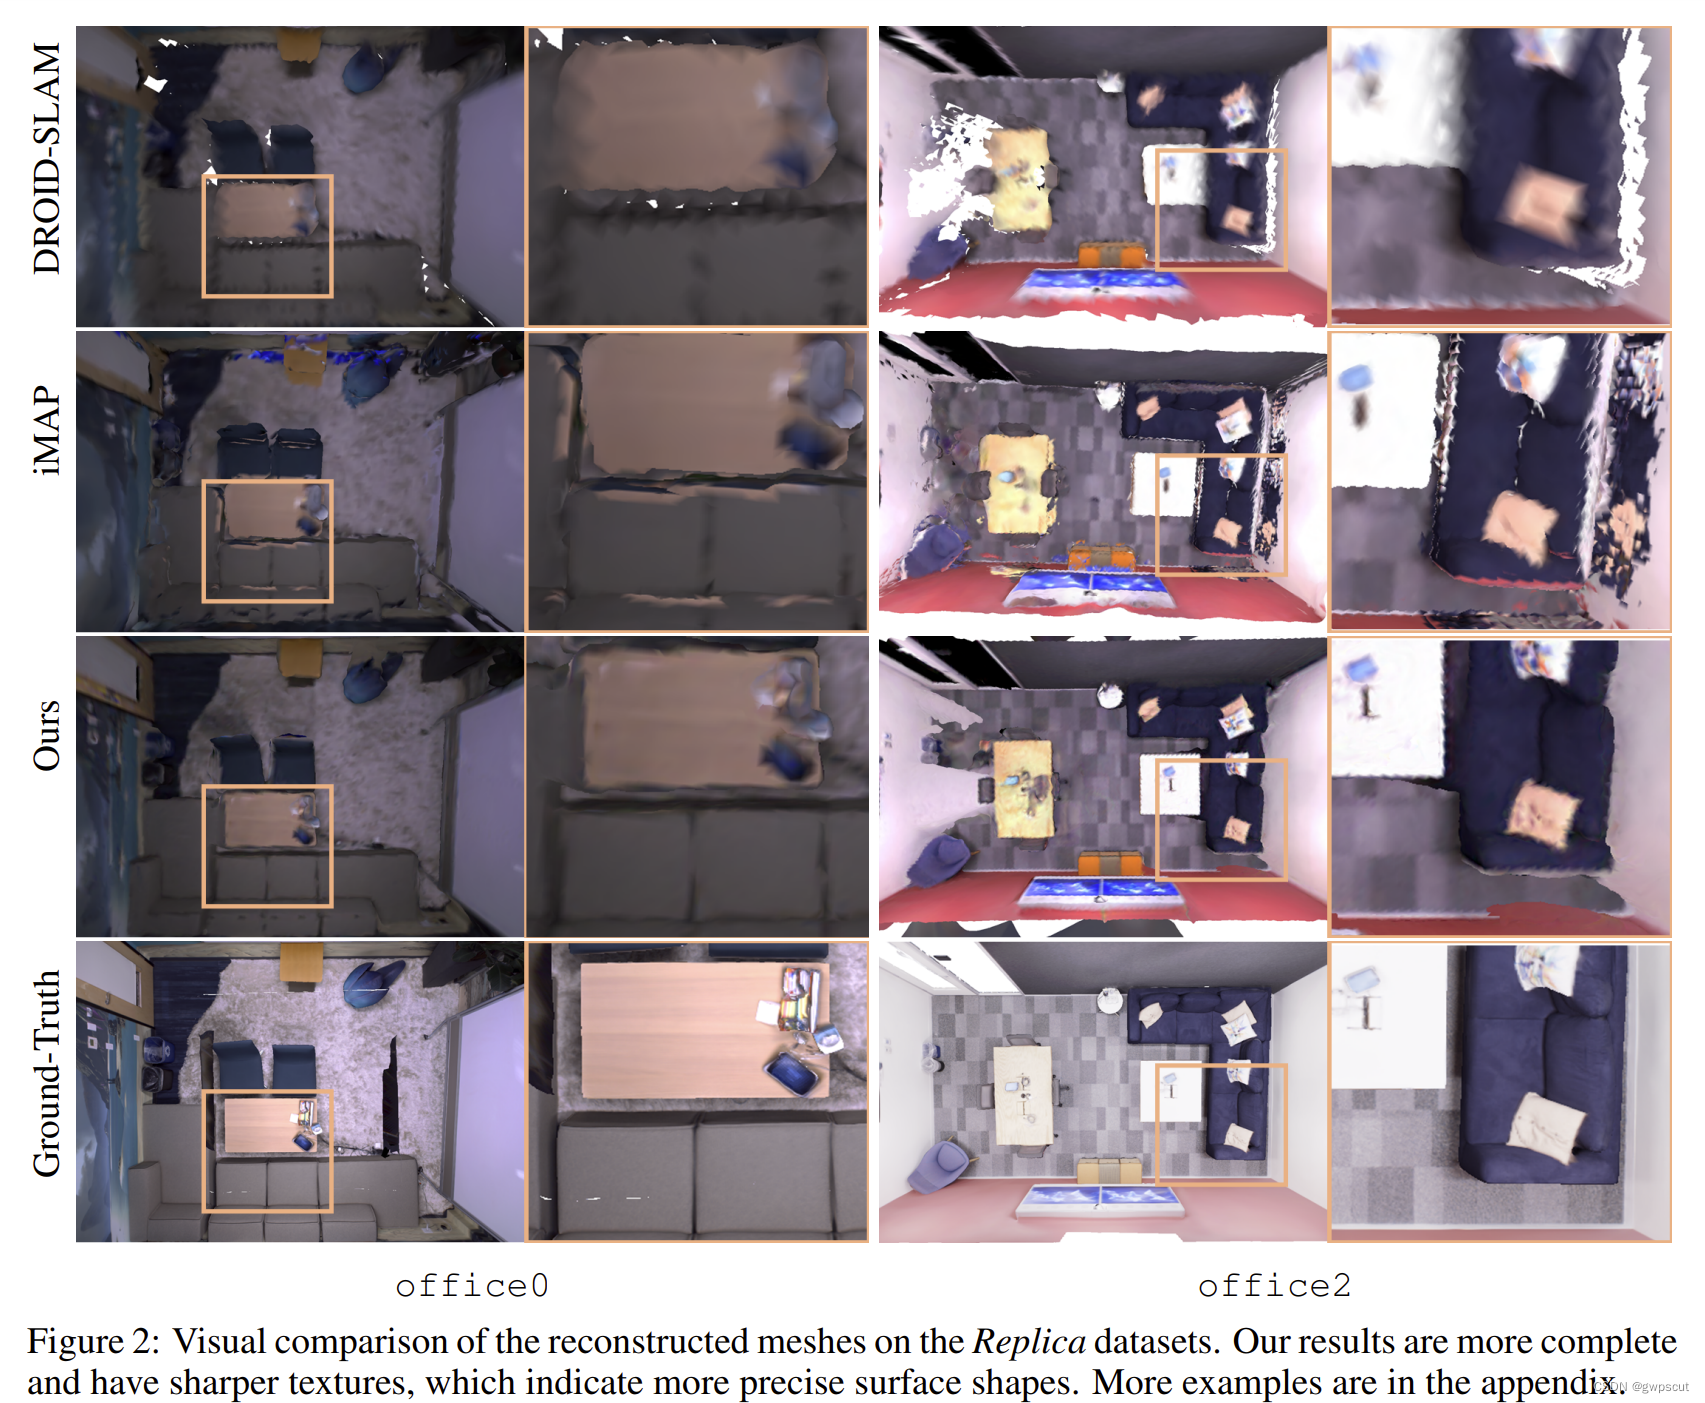 DROID-SLAM
iMAP
Ours
Ground-Truth
office0
office2
Figure 2: Visual comparison of the reconstructed meshes on the Replica datasets. Our results are more complete
and have sharper textures, which indicate more precise surface shapes. More examples are in the appendix.
CSDN @gwpscut